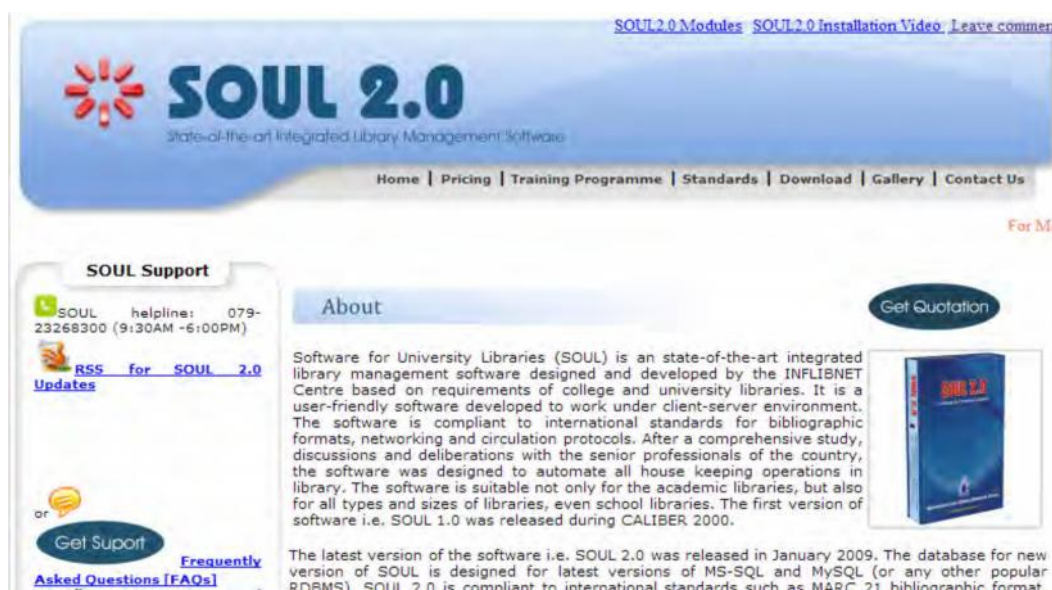 SOUL2.0 Modules SOUL2.0 Installation Video Leave commen
SOUL 2.0
State-of-the-art Integrated Library Management Software
Home | Pricing | Training Programme | Standards | Download | Gallery | Contact Us
For M
SOUL Support
SOUL helpline: 079-
23268300 (9:30AM -6:00PM)
RSS for SOUL 2.0
Updates
or
Get Suport
Frequently
Asked Questions [FAQs]
About
Get Quotation
Software for University Libraries (SOUL) is an state-of-the-art integrated
library management software designed and developed by the INFLIBNET
Centre based on requirements of college and university libraries. It is a
user-friendly software developed to work under client-server environment.
The software is compliant to international standards for bibliographic
formats, networking and circulation protocols. After a comprehensive study,
discussions and deliberations with the senior professionals of the country,
the software was designed to automate all house keeping operations in
library. The software is suitable not only for the academic libraries, but also
for all types and sizes of libraries, even school libraries. The first version of
software i.e. SOUL 1.0 was released during CALIBER 2000.
SOUL 2.0
The latest version of the software i.e. SOUL 2.0 was released in January 2009. The database for new
version of SOUL is designed for latest versions of MS-SQL and MySQL (or any other popular
RDBMS). SOUL 2.0 is compliant to international standards such as MARC 21 bibliographic format,